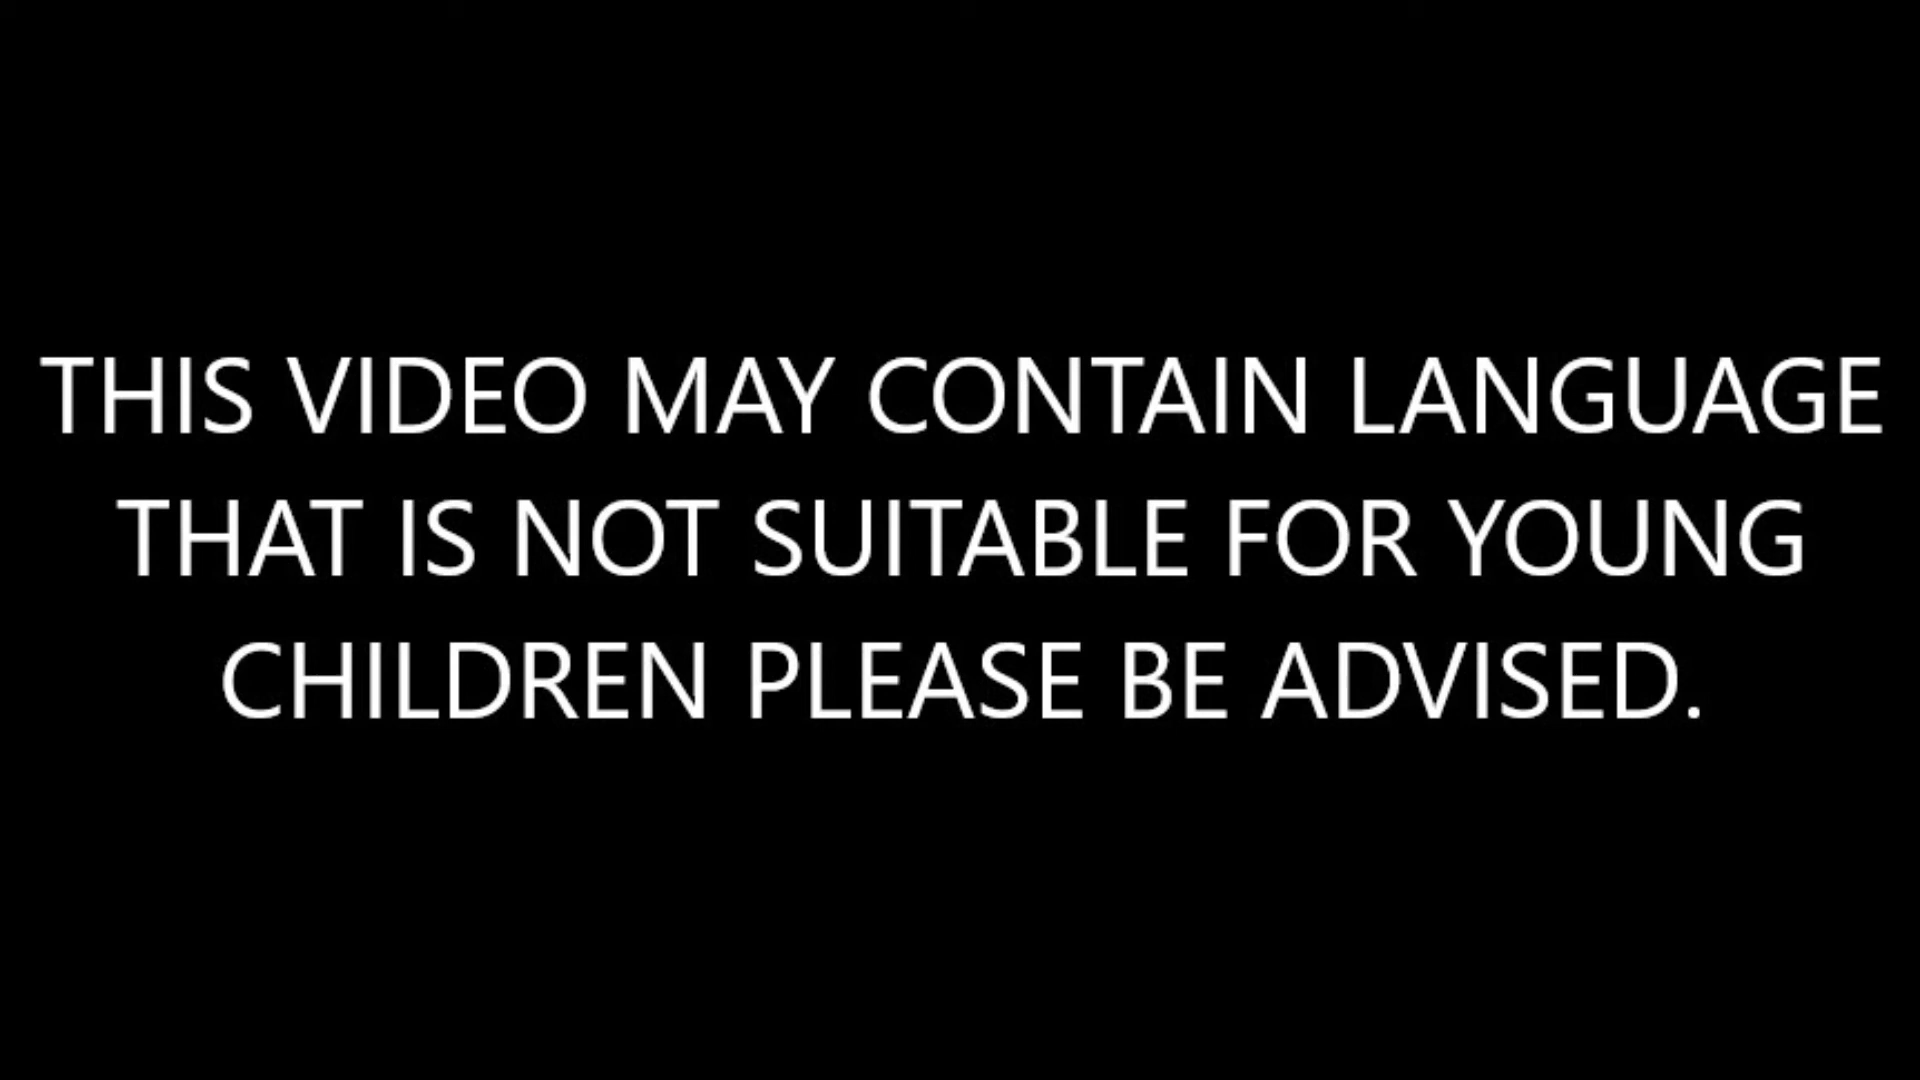 THIS VIDEO MAY CONTAIN LANGUAGE
THAT IS NOT SUITABLE FOR YOUNG
CHILDREN PLEASE BE ADVISED.